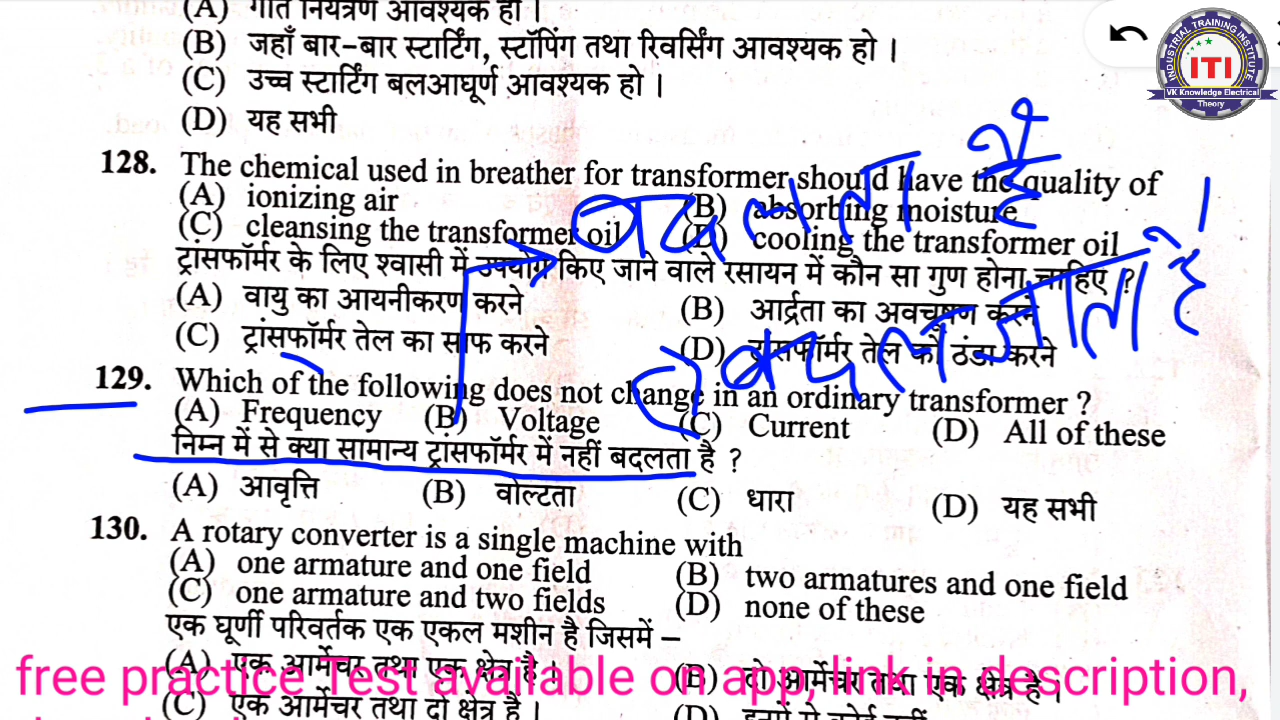 (A) गति नियंत्रण आवश्यक हो ।
(B) जहाँ बार-बार स्टार्टिंग, स्टॉपिंग तथा रिवर्सिंग आवश्यक हो ।
(C) उच्च स्टार्टिंग बलआघूर्ण आवश्यक हो ।
(D) यह सभी
INDUSTRIAL TRAINING INSTITUTE
ITI
VK Knowledge Electrical
Theory
128. The chemical used in breather for transformer should have the quality of
(A) ionizing air (B) absorbing moisture
(C) cleansing the transformer oil (D) cooling the transformer oil
ट्रांसफॉर्मर के लिए श्वासी में उपयोग किए जाने वाले रसायन में कौन सा गुण होना चाहिए ?
(A) वायु का आयनीकरण करने (B) आर्द्रता का अवचूषण करने
(C) ट्रांसफॉर्मर तेल का साफ करने (D) ट्रांसफॉर्मर तेल को ठंडा करने
129. Which of the following does not change in an ordinary transformer ?
(A) Frequency (B) Voltage (C) Current (D) All of these
निम्न में से क्या सामान्य ट्रांसफॉर्मर में नहीं बदलता है ?
(A) आवृत्ति (B) वोल्टता (C) धारा (D) यह सभी
130. A rotary converter is a single machine with
(A) one armature and one field (B) two armatures and one field
(C) one armature and two fields (D) none of these
एक घूर्णी परिवर्तक एक एकल मशीन है जिसमें –
(A) एक आर्मेचर तथा एक क्षेत्र है । (B) दो आर्मेचर तथा एक क्षेत्र है ।
free practice Test available on app, link in description,
(C) एक आर्मेचर तथा दो क्षेत्र है । (D)